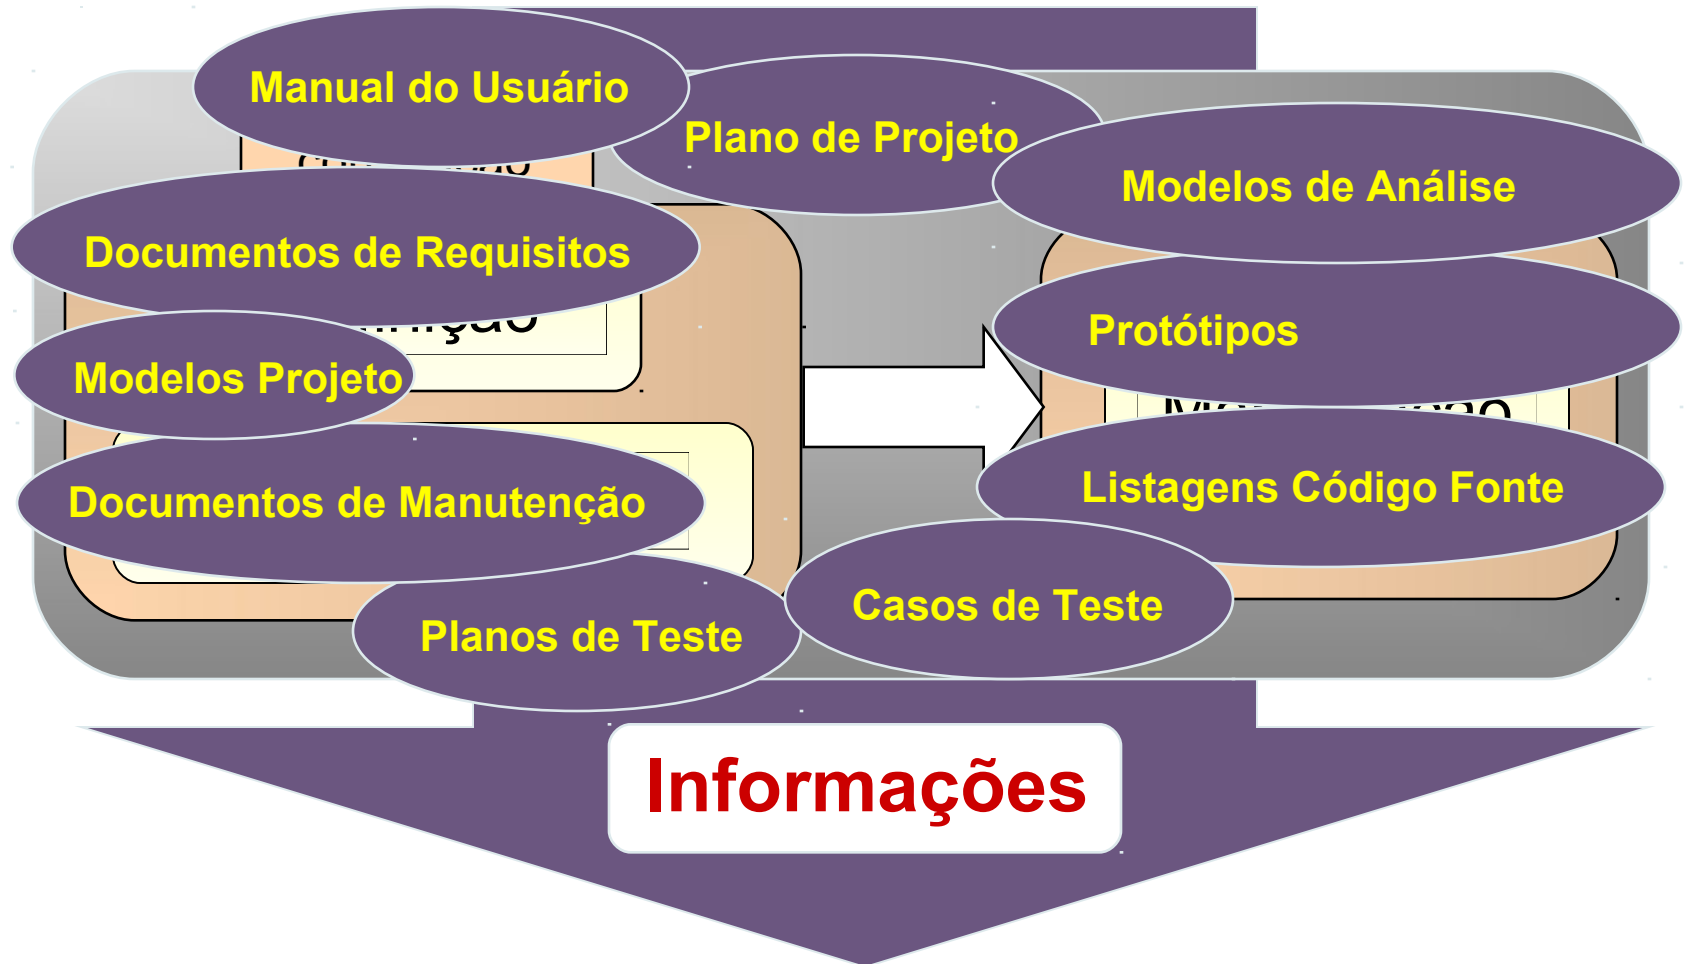 Manual do Usuário
Plano de Projeto
Modelos de Análise
Documentos de Requisitos
Protótipos
Modelos Projeto
Listagens Código Fonte
Documentos de Manutenção
Casos de Teste
Planos de Teste
Informações